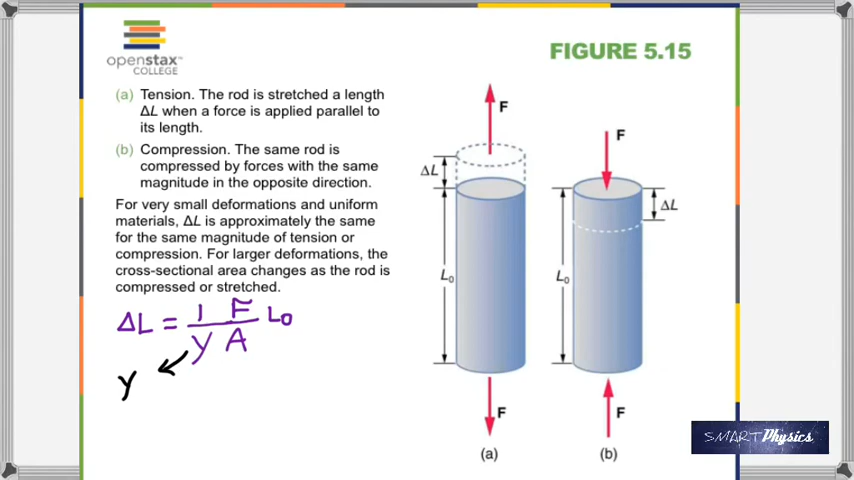 openstax™
COLLEGE
FIGURE 5.15
(a) Tension. The rod is stretched a length
ΔL when a force is applied parallel to
its length.
(b) Compression. The same rod is
compressed by forces with the same
magnitude in the opposite direction.
For very small deformations and uniform
materials, ΔL is approximately the same
for the same magnitude of tension or
compression. For larger deformations, the
cross-sectional area changes as the rod is
compressed or stretched.
ΔL = 1 F L₀
Y A
Y
F
ΔL
L₀
F
(a)
F
ΔL
L₀
F
(b)
SMART Physics